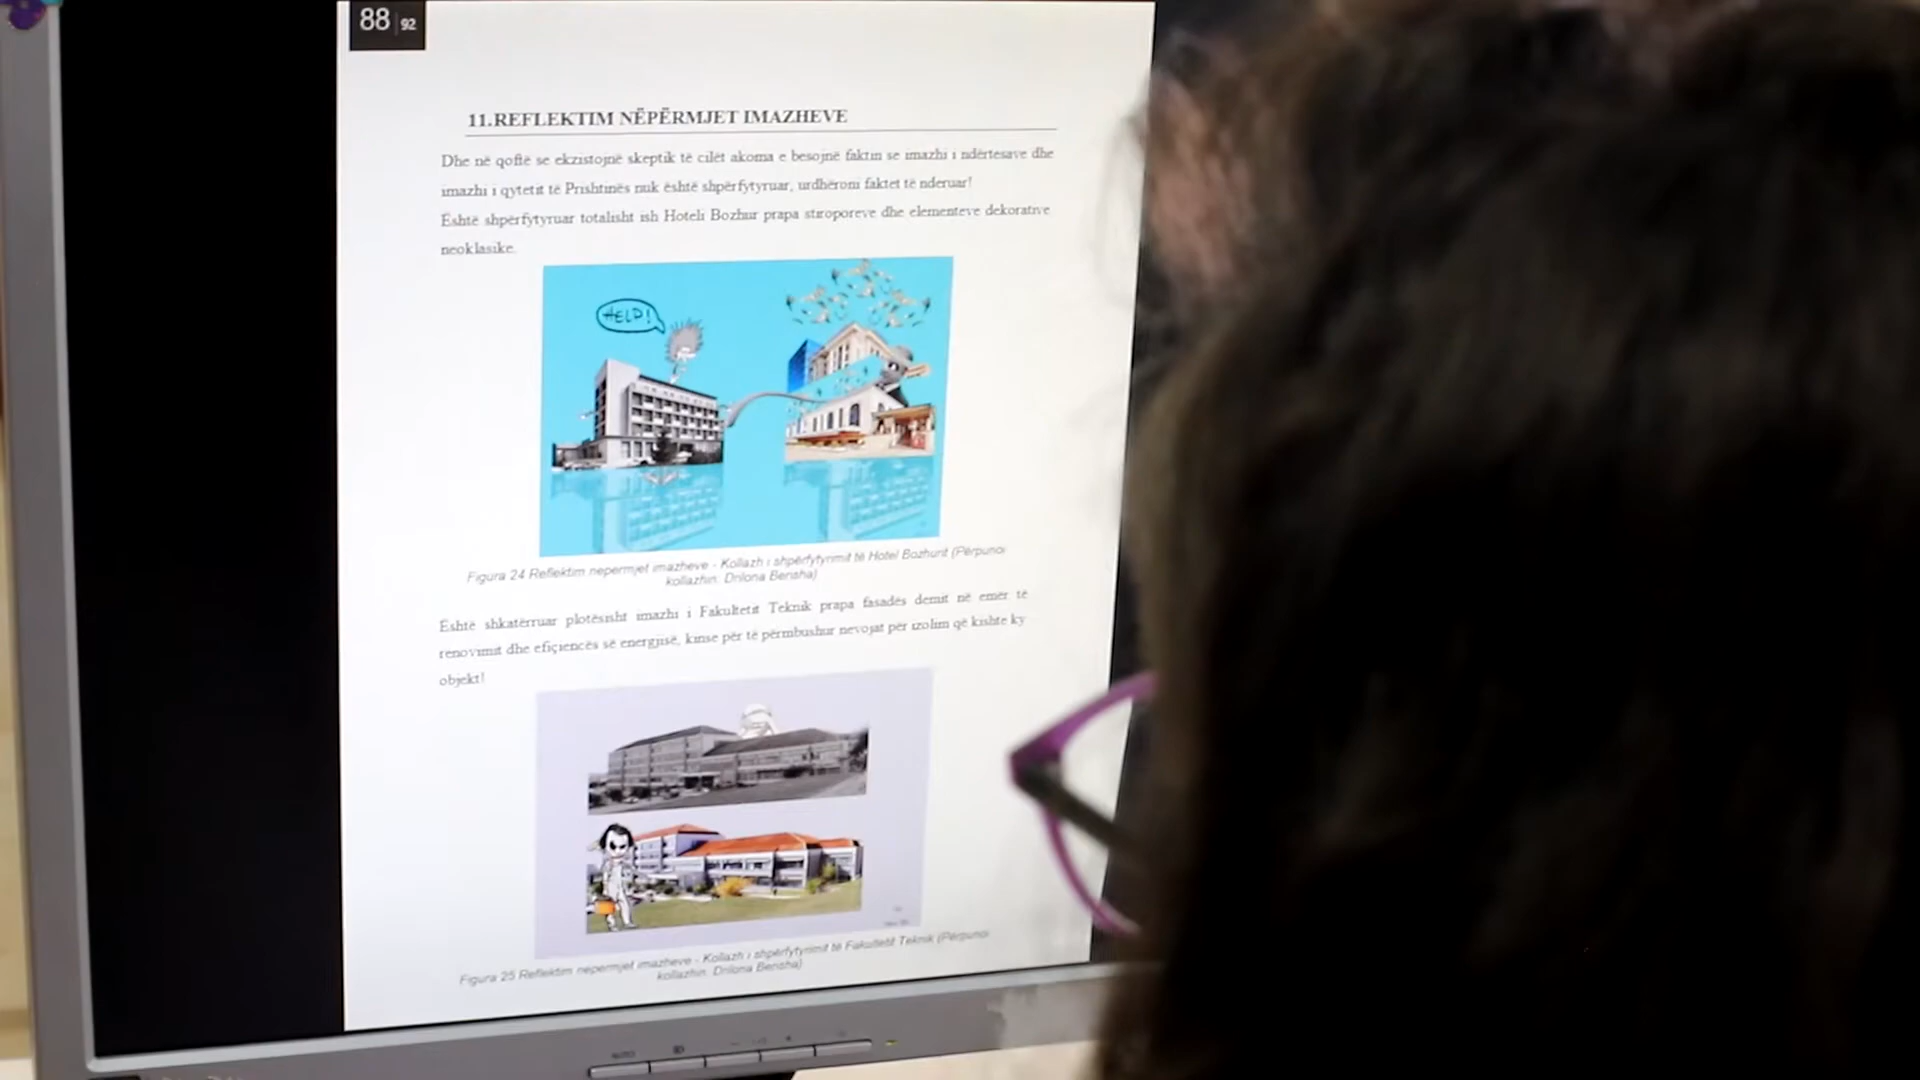 88 | 92
11.REFLEKTIM NËPËRMJET IMAZHEVE
Dhe në qoftë se ekzistojnë skeptik të cilët akoma e besojnë faktin se imazhi i ndërtesave dhe
imazhi i qytetit të Prishtinës nuk është shpërfytyruar, urdhëroni faktet të nderuar!
Është shpërfytyruar totalisht ish Hoteli Bozhur prapa stiroporeve dhe elementeve dekorative
neoklasike.
HELP!
Figura 24 Reflektim nepermjet imazheve - Kollazh i shpërfytyrimit të Hotel Bozhurit (Përpunoi
kollazhin: Drilona Berisha)
Është shkatërruar plotësisht imazhi i Fakultetit Teknik prapa fasadës demit në emër të
renovimit dhe efiçiencës së energjisë, kinse për të përmbushur nevojat për izolim që kishte ky
objekt!
Figura 25 Reflektim nepermjet imazheve - Kollazh i shpërfytyrimit të Fakultetit Teknik (Përpunoi
kollazhin: Drilona Berisha)
AUTO